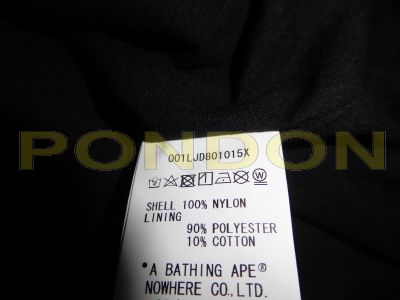 PONDON
001LJD801015X
SHELL 100% NYLON
LINING
90% POLYESTER
10% COTTON
*A BATHING APE®
NOWHERE CO., LTD.